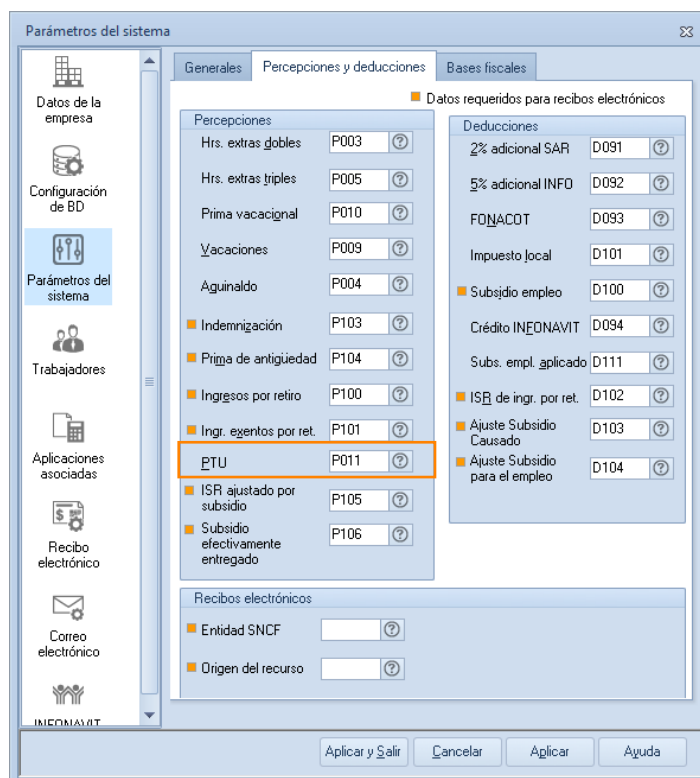 Parámetros del sistema
Datos de la
empresa
Configuración
de BD
Parámetros del
sistema
Trabajadores
Aplicaciones
asociadas
Recibo
electrónico
Correo
electrónico
INFONAVIT
Generales
Percepciones y deducciones
Bases fiscales
Datos requeridos para recibos electrónicos
Percepciones
Hrs. extras dobles P003
Hrs. extras triples P005
Prima vacacional P010
Vacaciones P009
Aguinaldo P004
Indemnización P103
Prima de antigüedad P104
Ingresos por retiro P100
Ingr. exentos por ret. P101
PTU P011
ISR ajustado por
subsidio P105
Subsidio
efectivamente
entregado P106
Deducciones
2% adicional SAR D091
5% adicional INFO D092
FONACOT D093
Impuesto local D101
Subsidio empleo D100
Crédito INFONAVIT D094
Subs. empl. aplicado D111
ISR de ingr. por ret. D102
Ajuste Subsidio
Causado D103
Ajuste Subsidio
para el empleo D104
Recibos electrónicos
Entidad SNCF
Origen del recurso
Aplicar y Salir
Cancelar
Aplicar
Ayuda